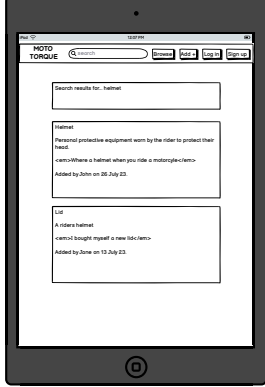 iPad
12:07 PM
MOTO
TORQUE
search
Browse
Add +
Log in
Sign up
Search results for.. helmet
Helmet
Personal protective equipment worn by the rider to protect their
head.
<em>Where a helmet when you ride a motorcyle</em>
Added by John on 26 July 23.
Lid
A riders helmet
<em>I bought myself a new lid</em>
Added by Jane on 13 July 23.